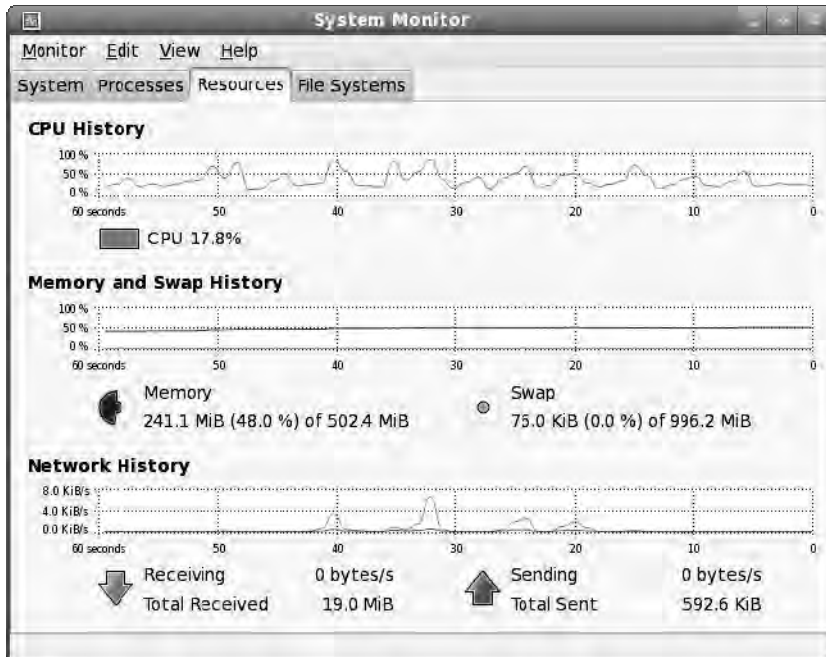 System Monitor
Monitor Edit View Help
System Processes Resources File Systems
CPU History
100 %
50 %
0 %
60 seconds 50 40 30 20 10 0
CPU 17.8%
Memory and Swap History
100 %
50 %
0 %
60 seconds 50 40 30 20 10 0
Memory Swap
241.1 MiB (48.0 %) of 502.4 MiB 75.0 KiB (0.0 %) of 996.2 MiB
Network History
8.0 KiB/s
4.0 KiB/s
0.0 KiB/s
60 seconds 50 40 30 20 10 0
Receiving 0 bytes/s Sending 0 bytes/s
Total Received 19.0 MiB Total Sent 592.6 KiB